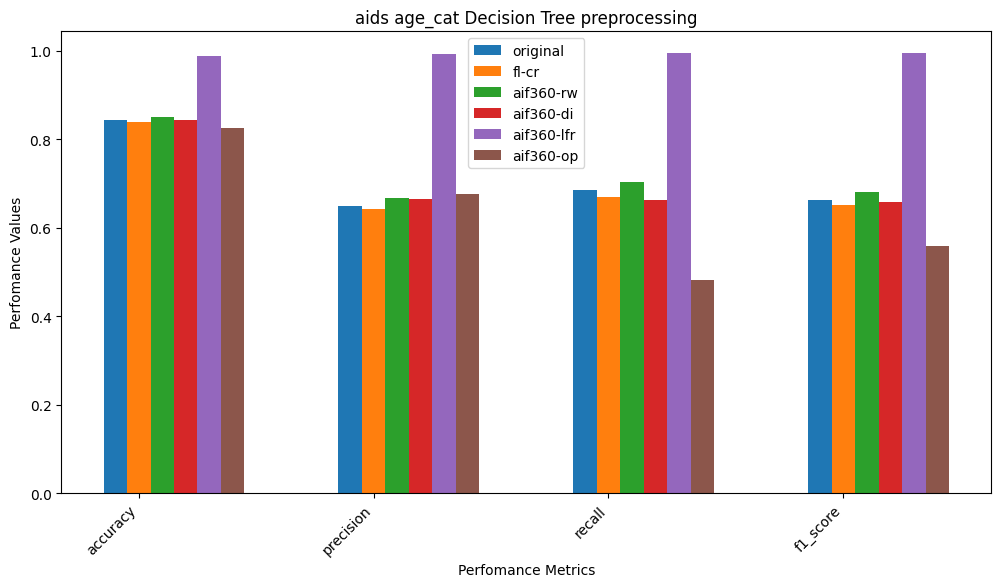 aids age_cat Decision Tree preprocessing
original
fl-cr
aif360-rw
aif360-di
aif360-lfr
aif360-op
Perfomance Values
1.0
0.8
0.6
0.4
0.2
0.0
accuracy
precision
recall
f1_score
Perfomance Metrics